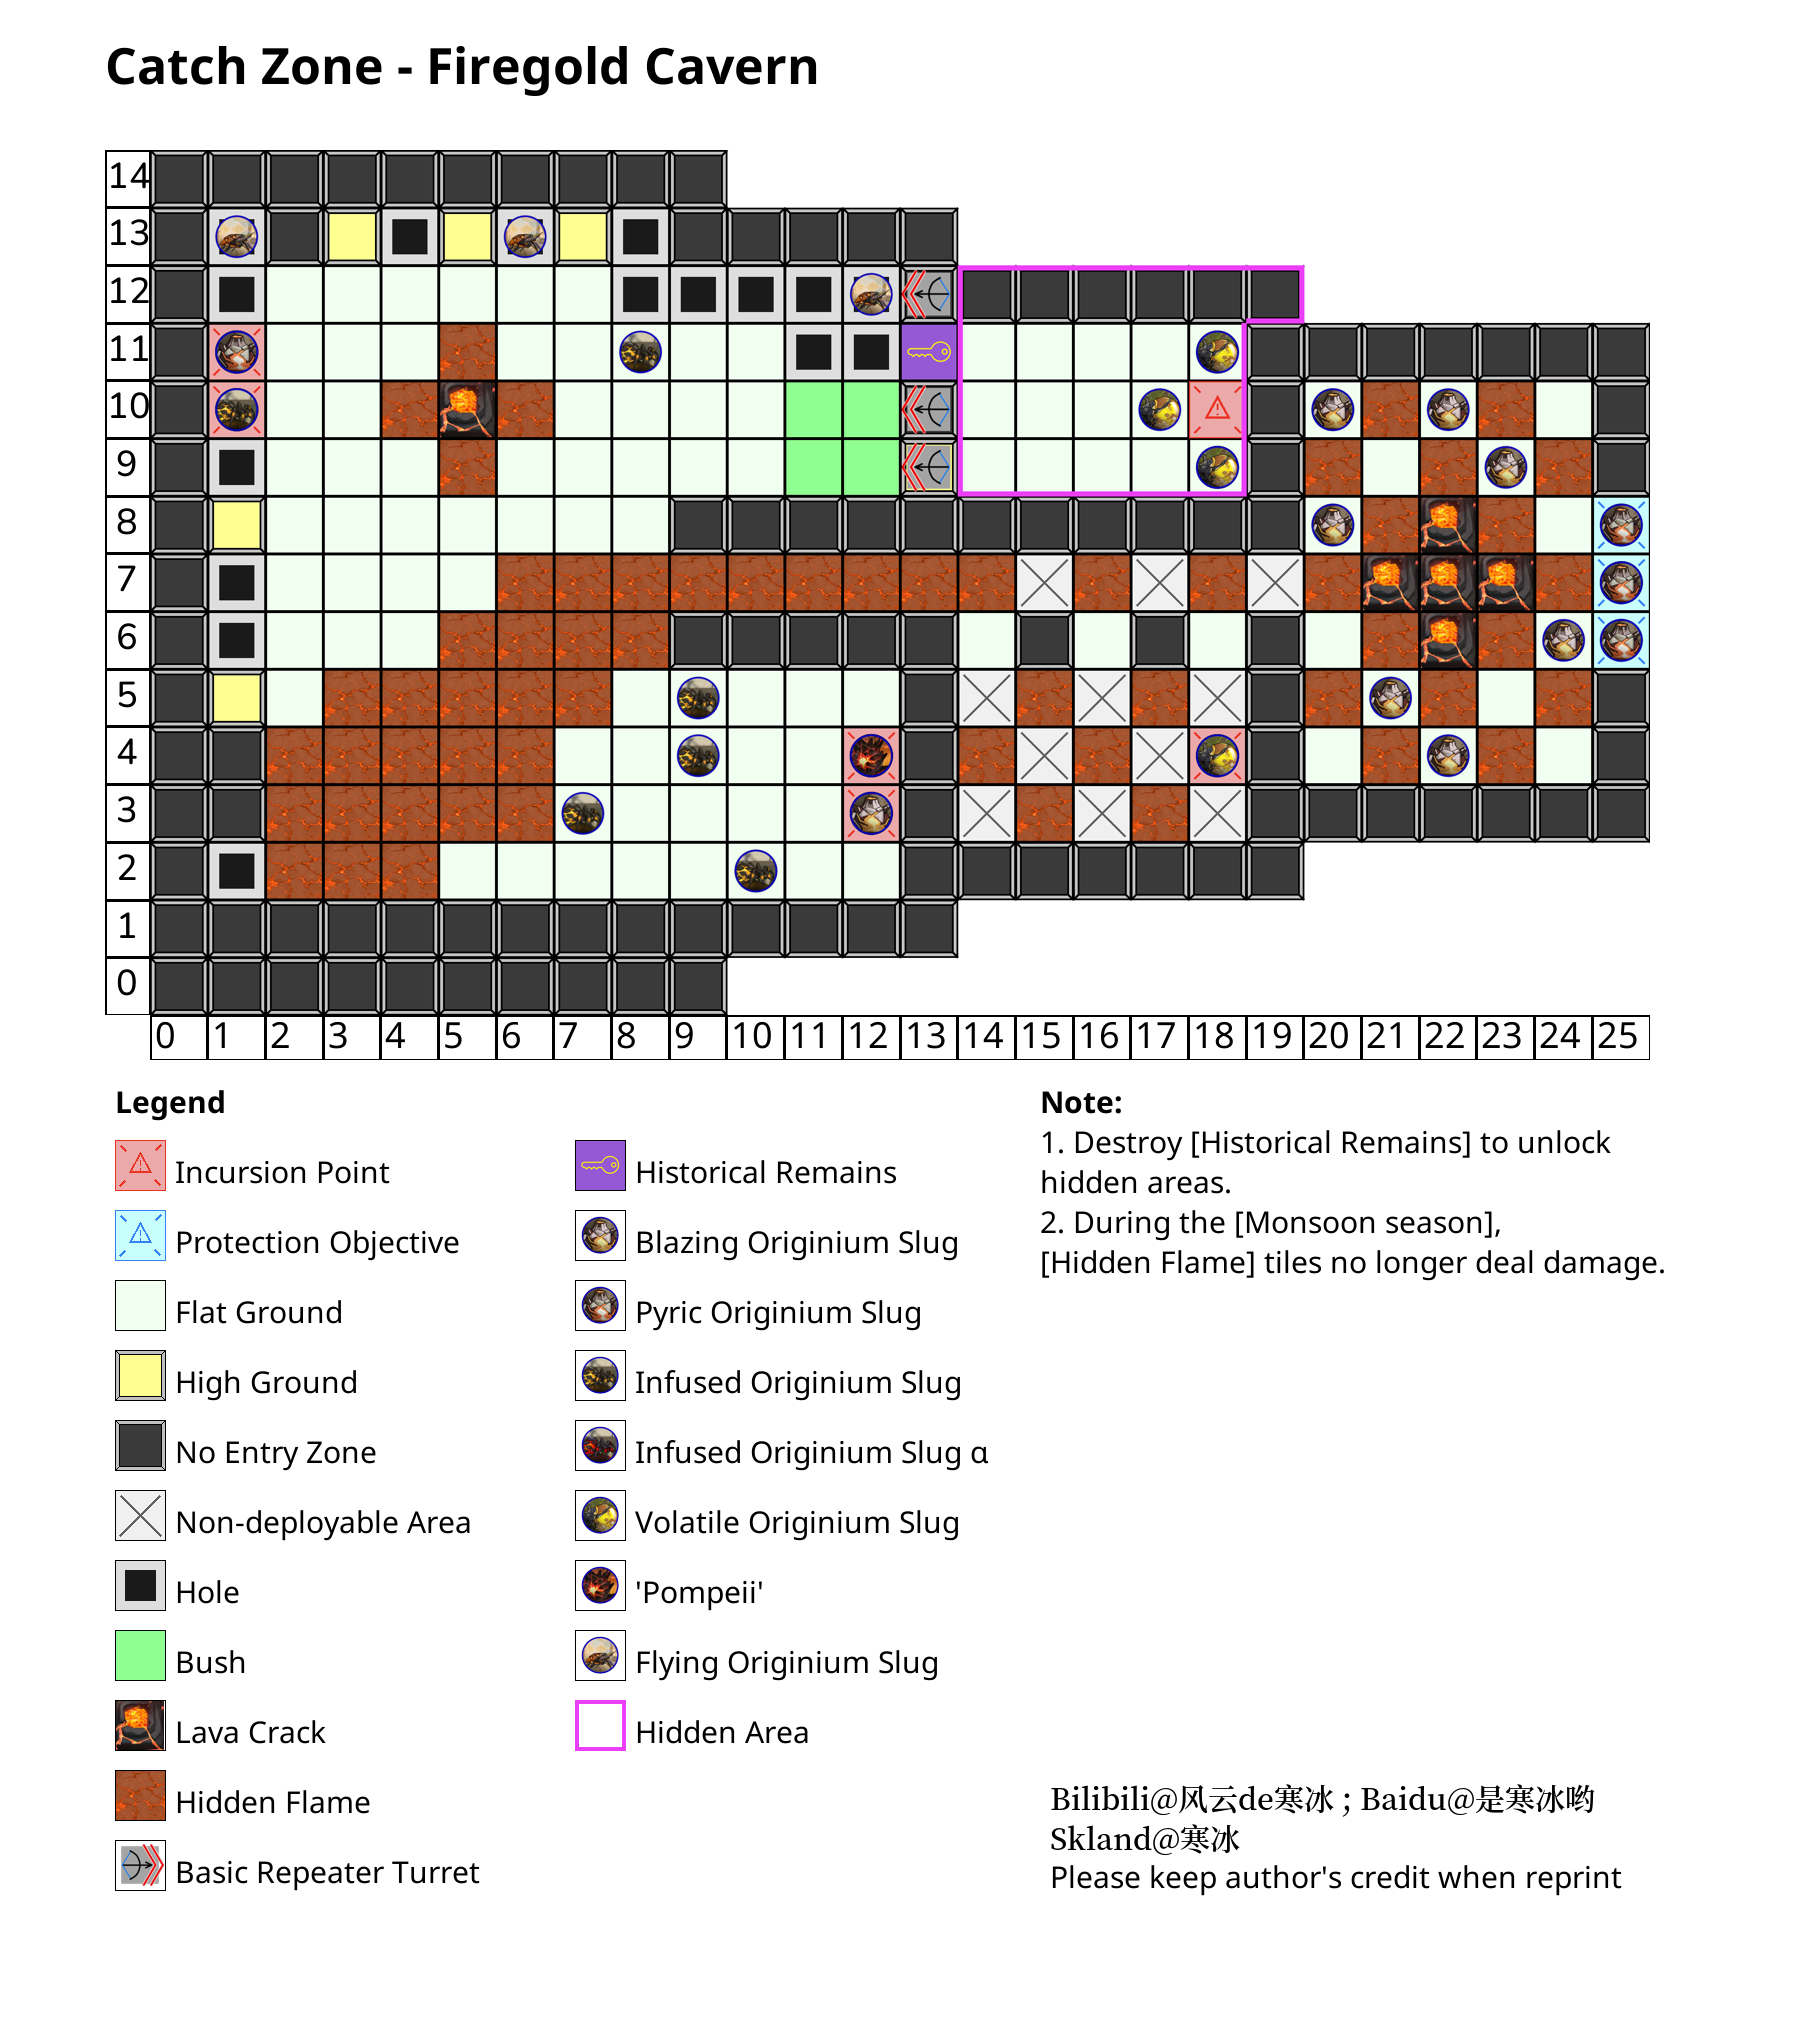 Catch Zone - Firegold Cavern
14
13
12
11
10
9
8
7
6
5
4
3
2
1
0
0 1 2 3 4 5 6 7 8 9 10 11 12 13 14 15 16 17 18 19 20 21 22 23 24 25
Legend
Incursion Point
Protection Objective
Flat Ground
High Ground
No Entry Zone
Non-deployable Area
Hole
Bush
Lava Crack
Hidden Flame
Basic Repeater Turret
Historical Remains
Blazing Originium Slug
Pyric Originium Slug
Infused Originium Slug
Infused Originium Slug α
Volatile Originium Slug
'Pompeii'
Flying Originium Slug
Hidden Area
Note:
1. Destroy [Historical Remains] to unlock
hidden areas.
2. During the [Monsoon season],
[Hidden Flame] tiles no longer deal damage.
Bilibili@风云de寒冰 ; Baidu@是寒冰哟
Skland@寒冰
Please keep author's credit when reprint